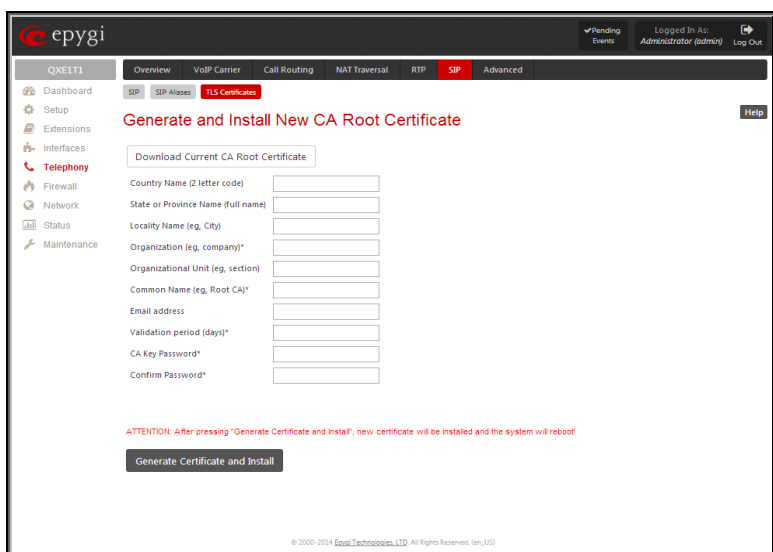 epygi
Pending Events
Logged In As:
Administrator (admin)
Log Out
QXE1T1
Overview VoIP Carrier Call Routing NAT Traversal RTP SIP Advanced
Dashboard
Setup
Extensions
Interfaces
Telephony
Firewall
Network
Status
Maintenance
SIP SIP Aliases TLS Certificates
Help
Generate and Install New CA Root Certificate
Download Current CA Root Certificate
Country Name (2 letter code)
State or Province Name (full name)
Locality Name (eg, City)
Organization (eg, company)*
Organizational Unit (eg, section)
Common Name (eg, Root CA)*
Email address
Validation period (days)*
CA Key Password*
Confirm Password*
ATTENTION: After pressing "Generate Certificate and Install", new certificate will be installed and the system will reboot!
Generate Certificate and Install
© 2000-2014 Epygi Technologies, LTD. All Rights Reserved. (en_US)